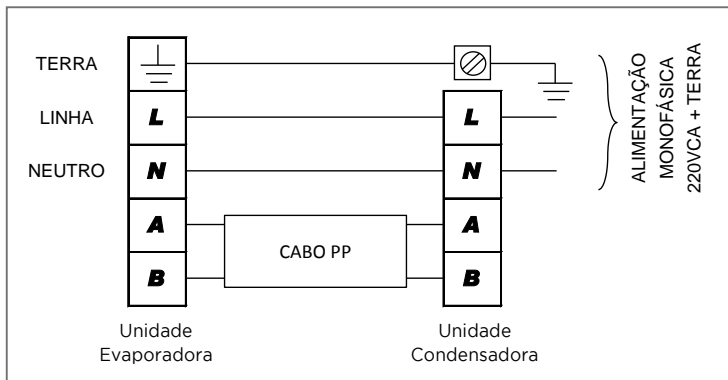 TERRA
LINHA
NEUTRO
L
N
A
B
CABO PP
L
N
A
B
Unidade
Evaporadora
Unidade
Condensadora
ALIMENTAÇÃO
MONOFÁSICA
220VCA + TERRA